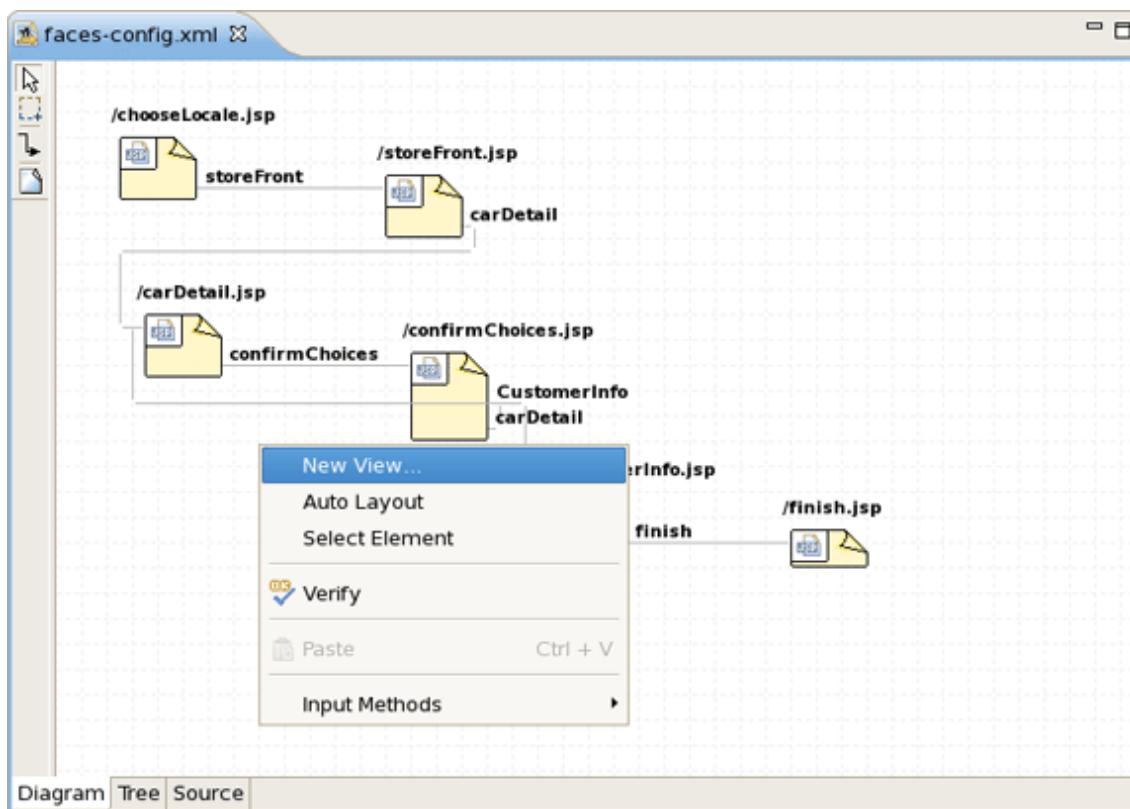 faces-config.xml
/chooseLocale.jsp
storeFront
/storeFront.jsp
carDetail
/carDetail.jsp
confirmChoices
/confirmChoices.jsp
CustomerInfo
carDetail
New View...
erInfo.jsp
Auto Layout
Select Element
finish
/finish.jsp
Verify
Paste Ctrl + V
Input Methods
Diagram Tree Source